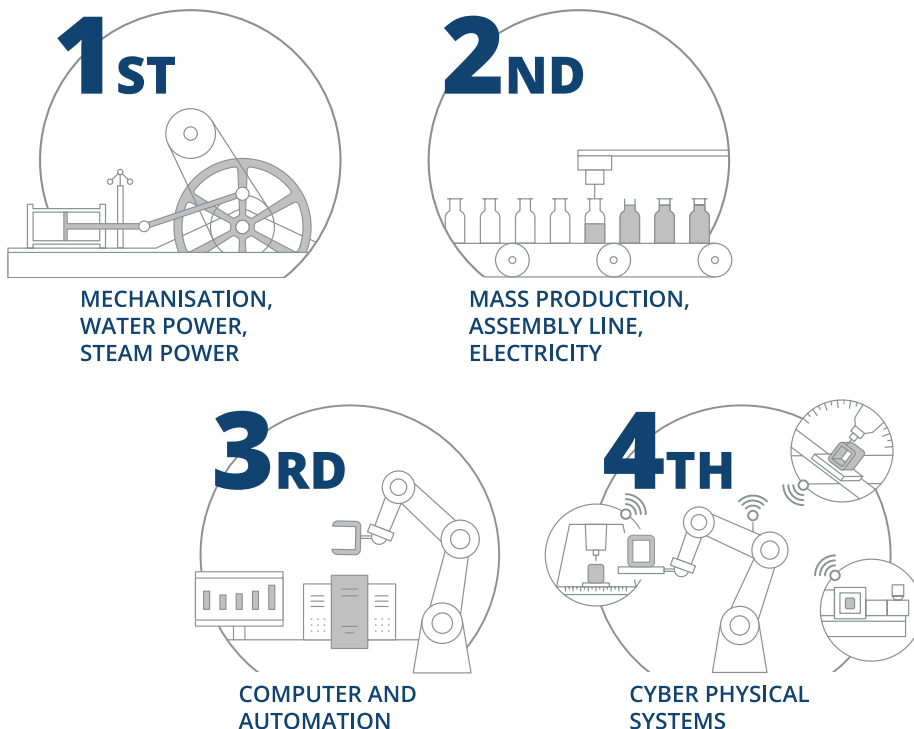 1ST
MECHANISATION,
WATER POWER,
STEAM POWER
2ND
MASS PRODUCTION,
ASSEMBLY LINE,
ELECTRICITY
3RD
COMPUTER AND
AUTOMATION
4TH
CYBER PHYSICAL
SYSTEMS